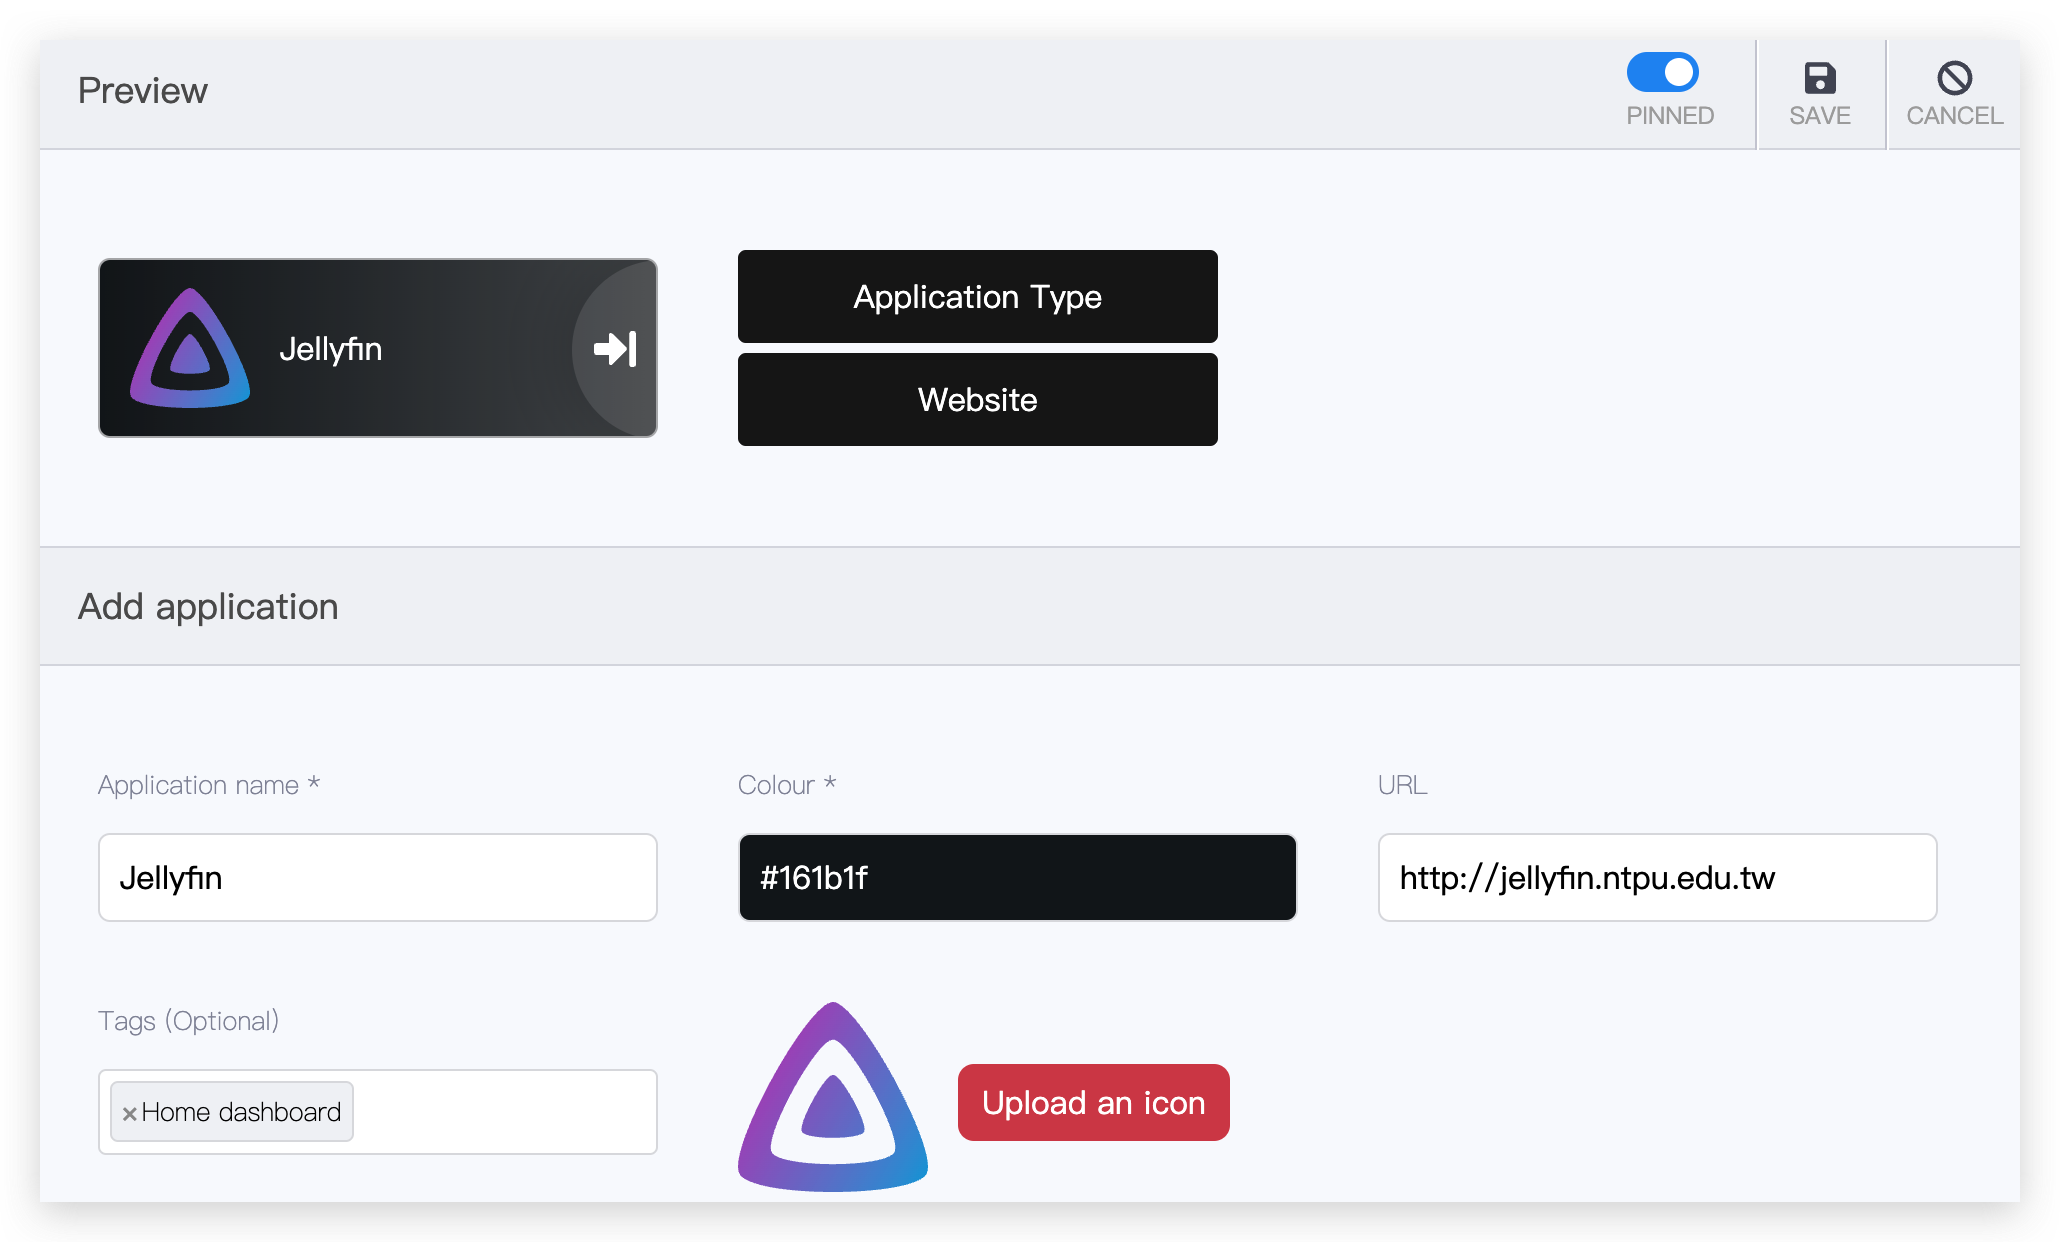 Preview
PINNED
SAVE
CANCEL
Jellyfin
Application Type
Website
Add application
Application name *
Colour *
URL
Jellyfin
#161b1f
http://jellyfin.ntpu.edu.tw
Tags (Optional)
×Home dashboard
Upload an icon